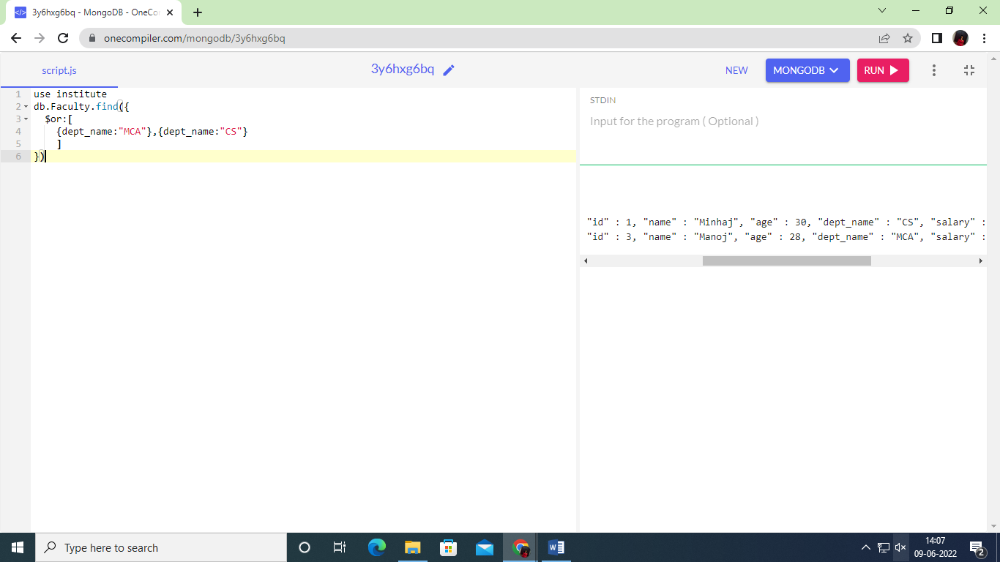 3y6hxg6bq - MongoDB - OneCo
onecompiler.com/mongodb/3y6hxg6bq
script.js
3y6hxg6bq
NEW
MONGODB
RUN
1 use institute
2 db.Faculty.find({
3 $or:[
4 {dept_name:"MCA"},{dept_name:"CS"}
5 ]
6 })
STDIN
Input for the program ( Optional )
"id" : 1, "name" : "Minhaj", "age" : 30, "dept_name" : "CS", "salary" :
"id" : 3, "name" : "Manoj", "age" : 28, "dept_name" : "MCA", "salary" :
Type here to search
14:07
09-06-2022
2